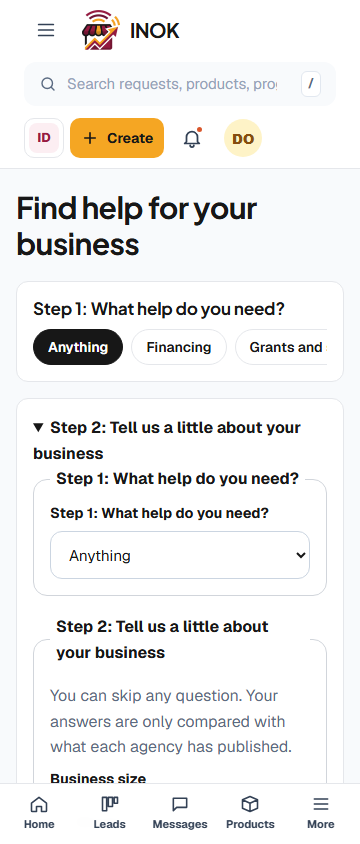 INOK
Search requests, products, pro
/
ID
Create
DO
Find help for your
business
Step 1: What help do you need?
Anything
Financing
Grants and
Step 2: Tell us a little about your
business
Step 1: What help do you need?
Step 1: What help do you need?
Anything
Step 2: Tell us a little about
your business
You can skip any question. Your
answers are only compared with
what each agency has published.
Business size
Home
Leads
Messages
Products
More